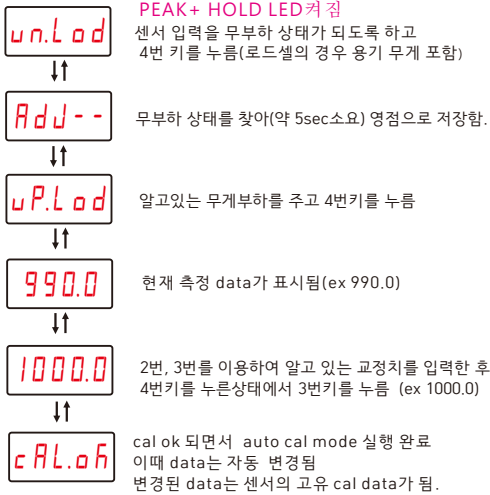 PEAK+ HOLD LED켜짐
un.Lod
센서 입력을 무부하 상태가 되도록 하고
4번 키를 누름(로드셀의 경우 용기 무게 포함)
AdJ--
무부하 상태를 찾아(약 5sec소요) 영점으로 저장함.
uP.Lod
알고있는 무게부하를 주고 4번키를 누름
990.0
현재 측정 data가 표시됨(ex 990.0)
1000.0
2번, 3번를 이용하여 알고 있는 교정치를 입력한 후
4번키를 누른상태에서 3번키를 누름 (ex 1000.0)
cAL.ok
cal ok 되면서 auto cal mode 실행 완료
이때 data는 자동 변경됨
변경된 data는 센서의 고유 cal data가 됨.